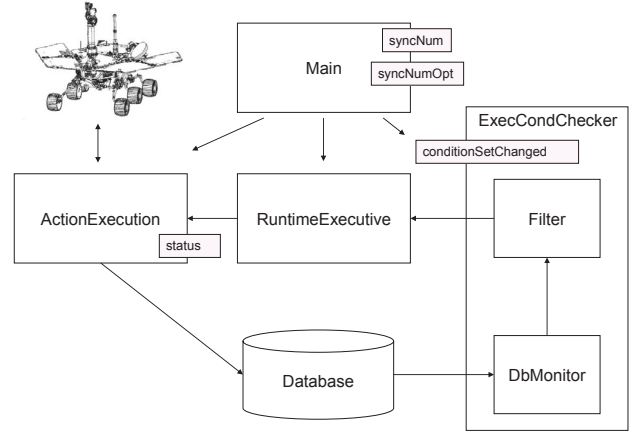 syncNum
Main
syncNumOpt
ExecCondChecker
conditionSetChanged
ActionExecution
RuntimeExecutive
Filter
status
Database
DbMonitor